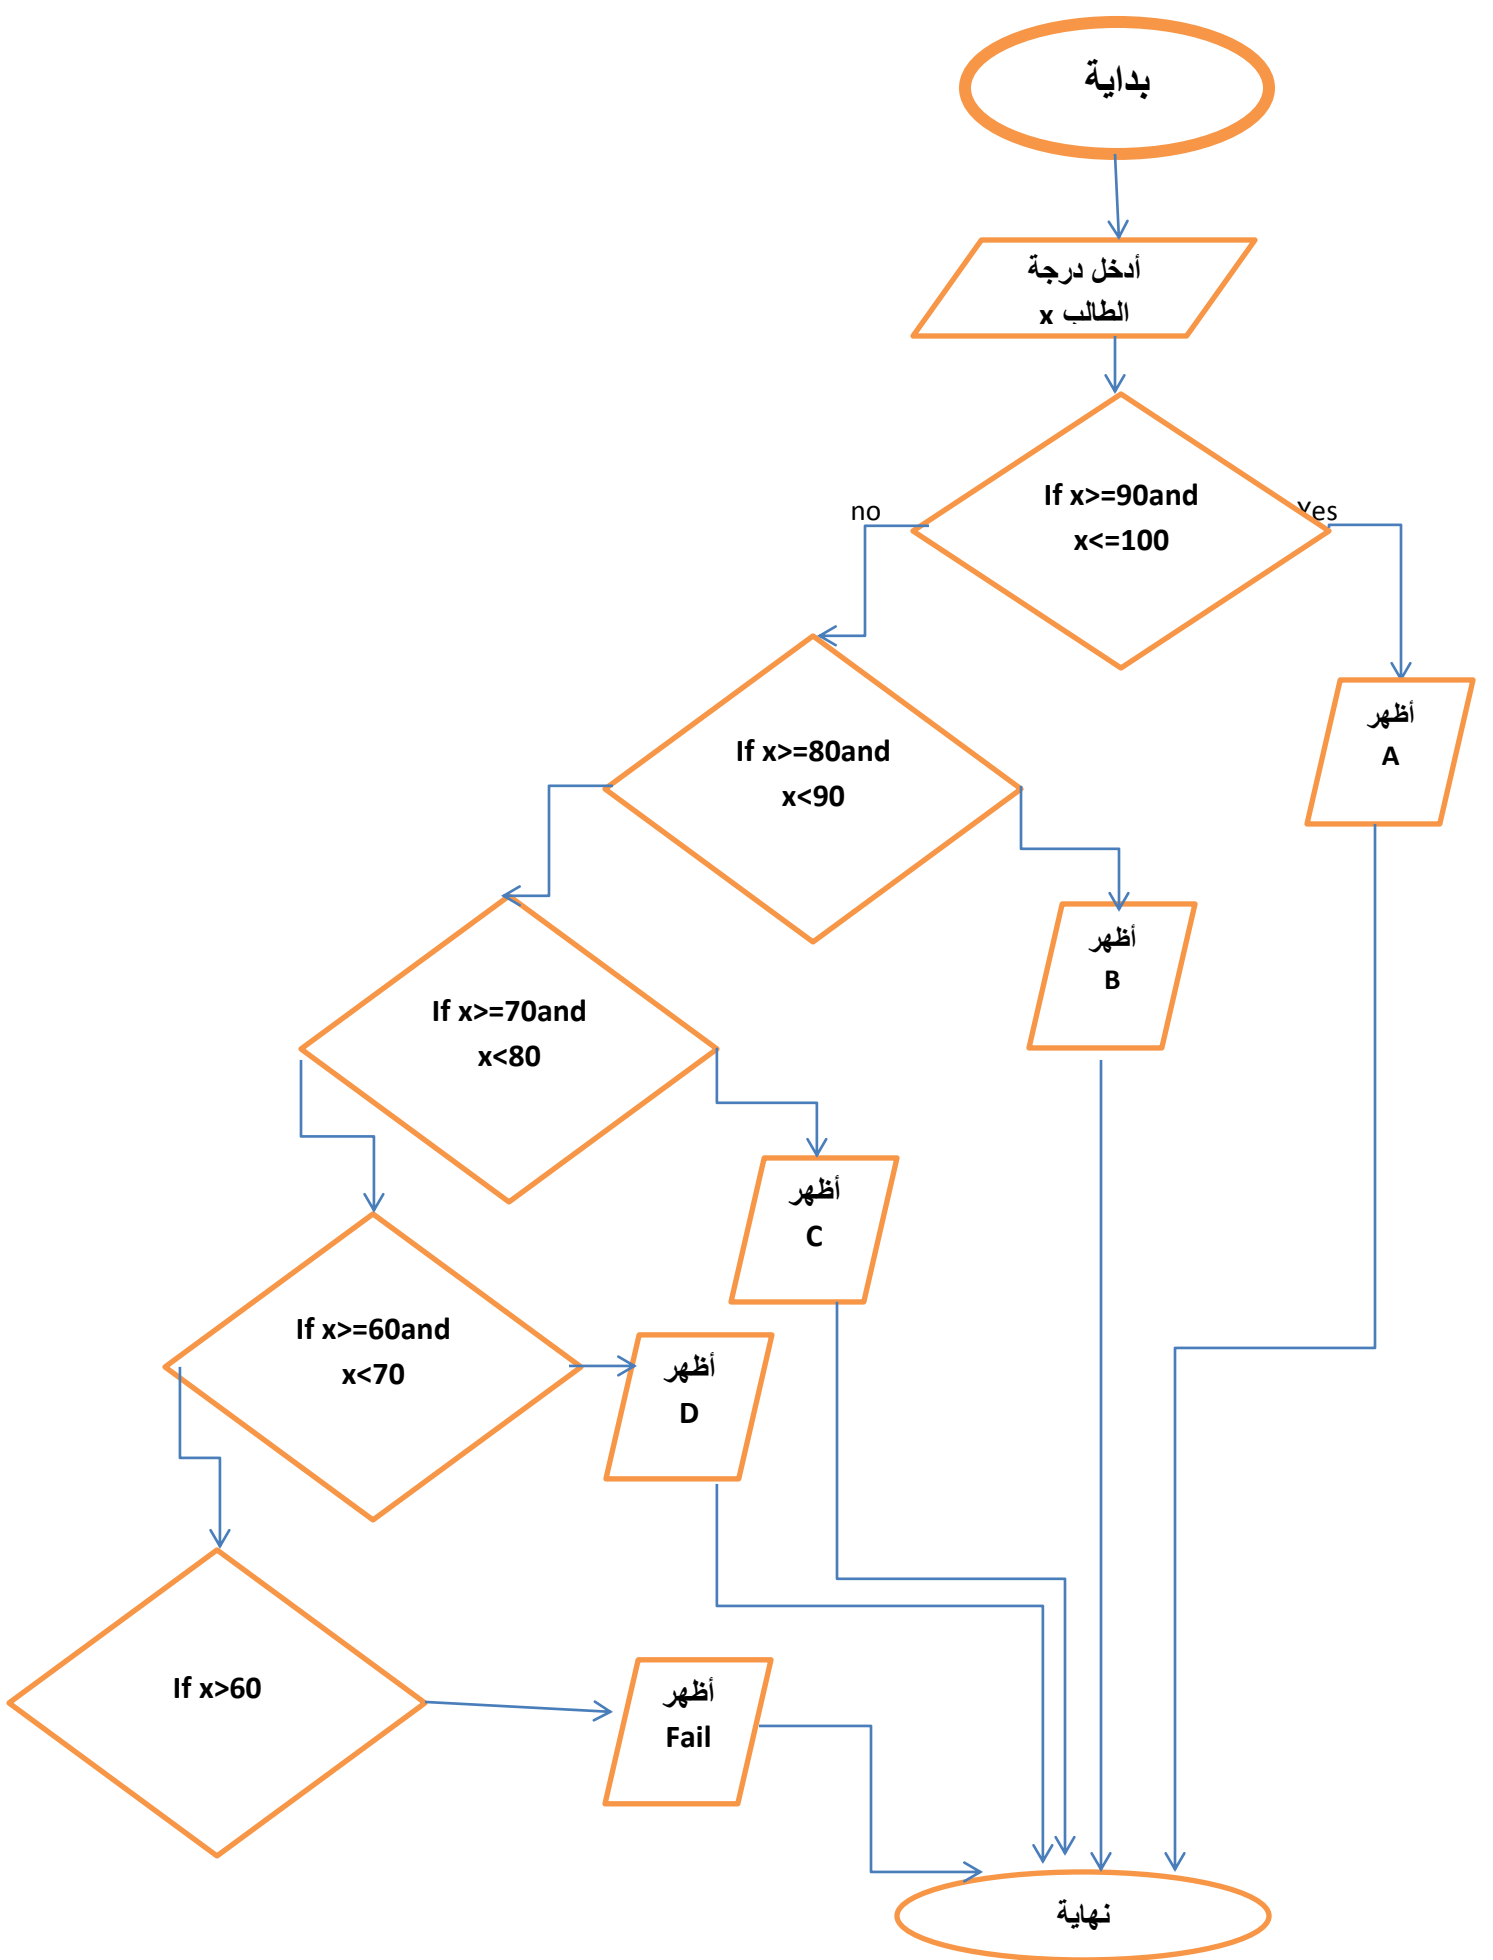 بداية
أدخل درجة
الطالب x
If x>=90and
x<=100
no
Yes
أظهر
A
If x>=80and
x<90
أظهر
B
If x>=70and
x<80
أظهر
C
If x>=60and
x<70
أظهر
D
If x>60
أظهر
Fail
نهاية